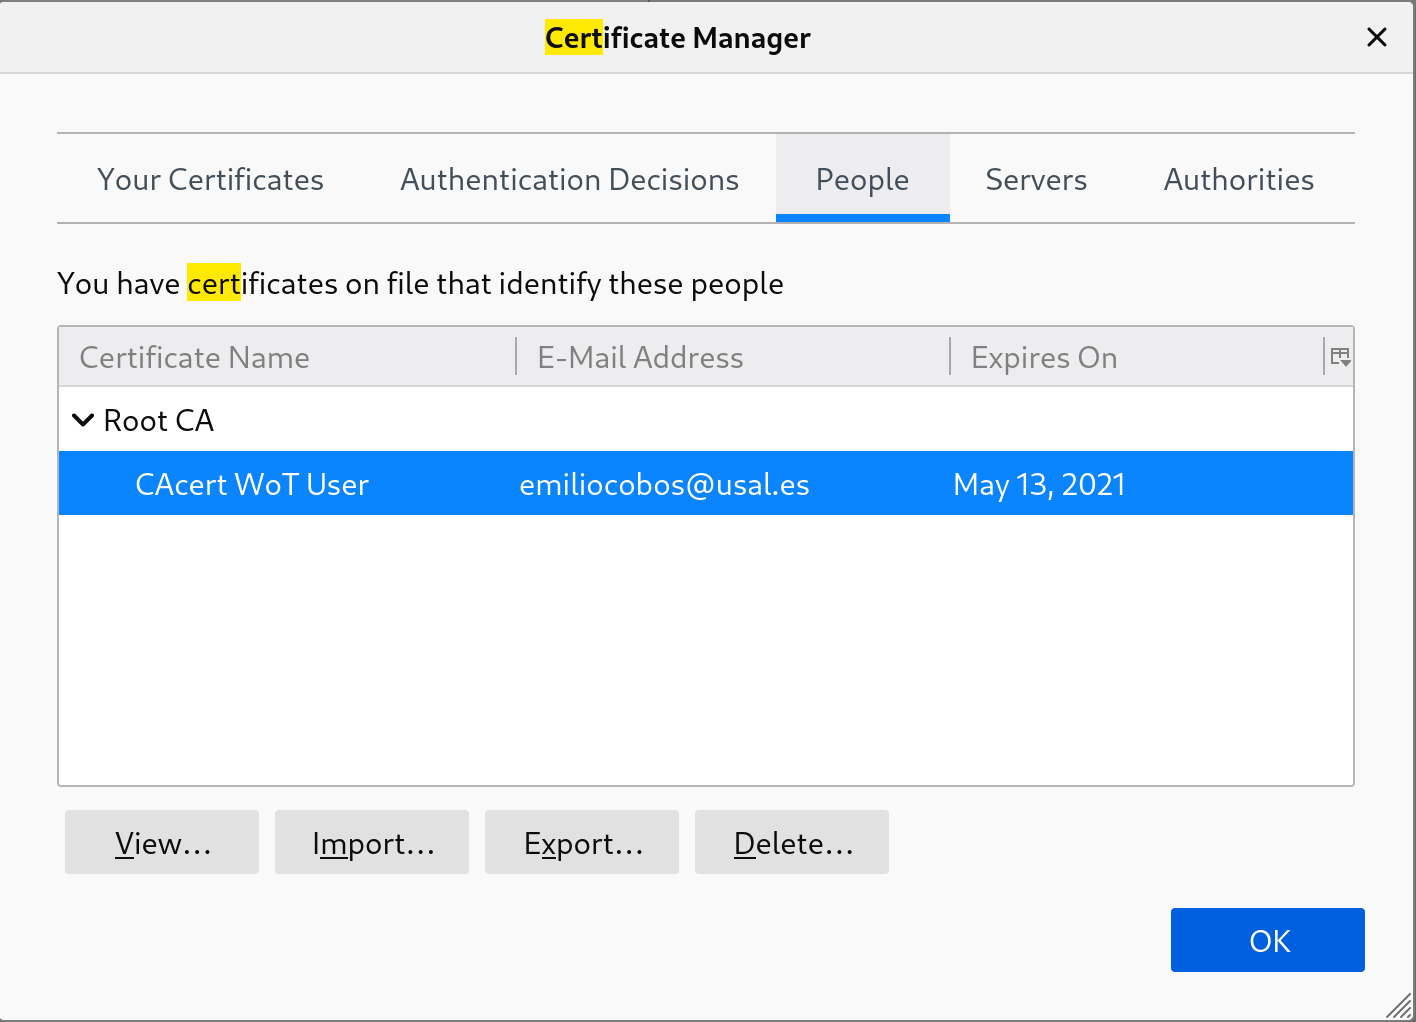 Certificate Manager
Your Certificates Authentication Decisions People Servers Authorities
You have certificates on file that identify these people
Certificate Name E-Mail Address Expires On
Root CA
CAcert WoT User emiliocobos@usal.es May 13, 2021
View... Import... Export... Delete...
OK